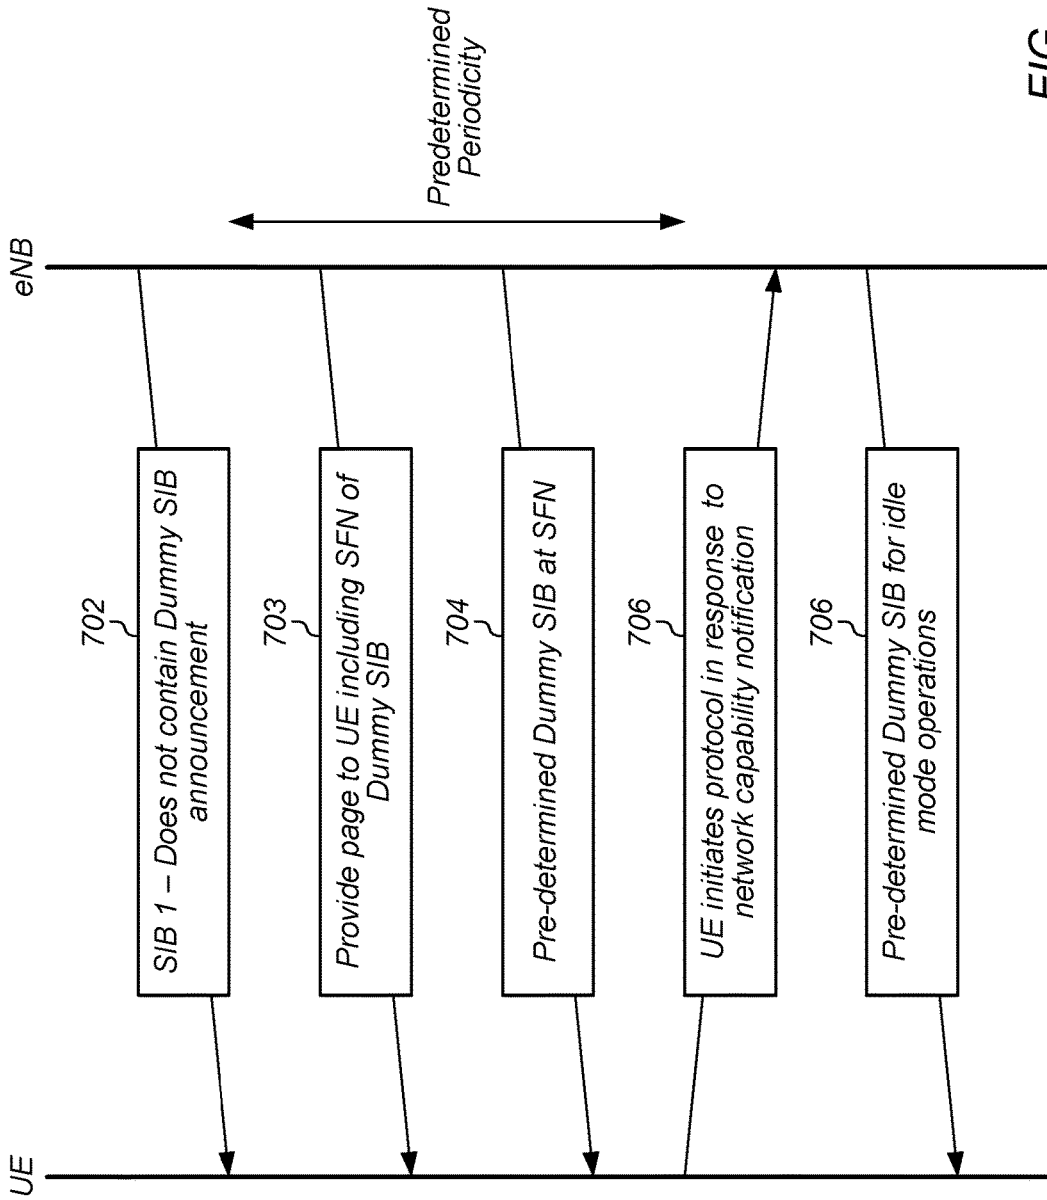 UE
eNB
702
SIB 1 – Does not contain Dummy SIB
announcement
703
Provide page to UE including SFN of
Dummy SIB
704
Pre-determined Dummy SIB at SFN
706
UE initiates protocol in response to
network capability notification
706
Pre-determined Dummy SIB for idle
mode operations
Predetermined
Periodicity
FIG